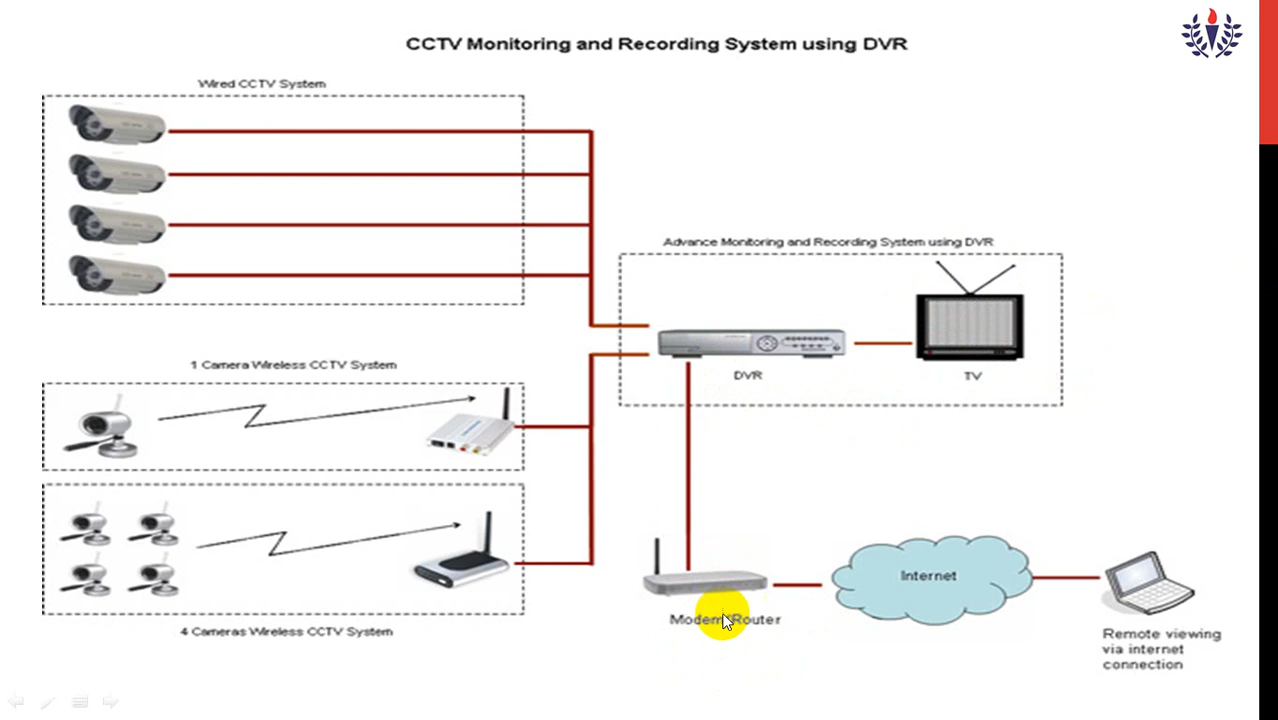 CCTV Monitoring and Recording System using DVR
Wired CCTV System
Advance Monitoring and Recording System using DVR
DVR
TV
1 Camera Wireless CCTV System
4 Cameras Wireless CCTV System
Modem/Router
Internet
Remote viewing
via internet
connection